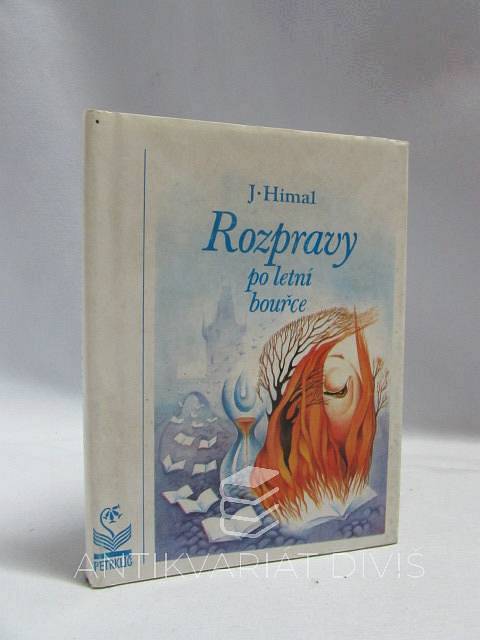 J·Himal
Rozpravy
po letní
bouřce
PETRKLÍČ
ANTIKVARIÁT DIVIŠ